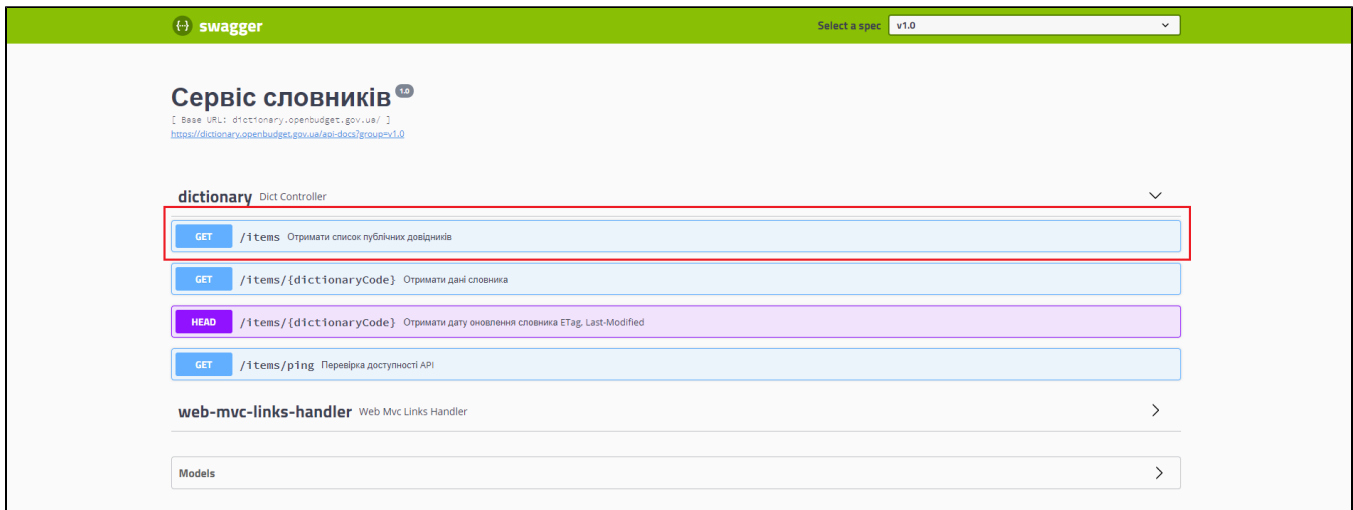 swagger
Select a spec v1.0
Сервіс словників 1.0
[ Base URL: dictionary.openbudget.gov.ua/ ]
https://dictionary.openbudget.gov.ua/api-docs?group=v1.0
dictionary Dict Controller
GET /items Отримати список публічних довідників
GET /items/{dictionaryCode} Отримати дані словника
HEAD /items/{dictionaryCode} Отримати дату оновлення словника ETag, Last-Modified
GET /items/ping Перевірка доступності API
web-mvc-links-handler Web Mvc Links Handler
Models